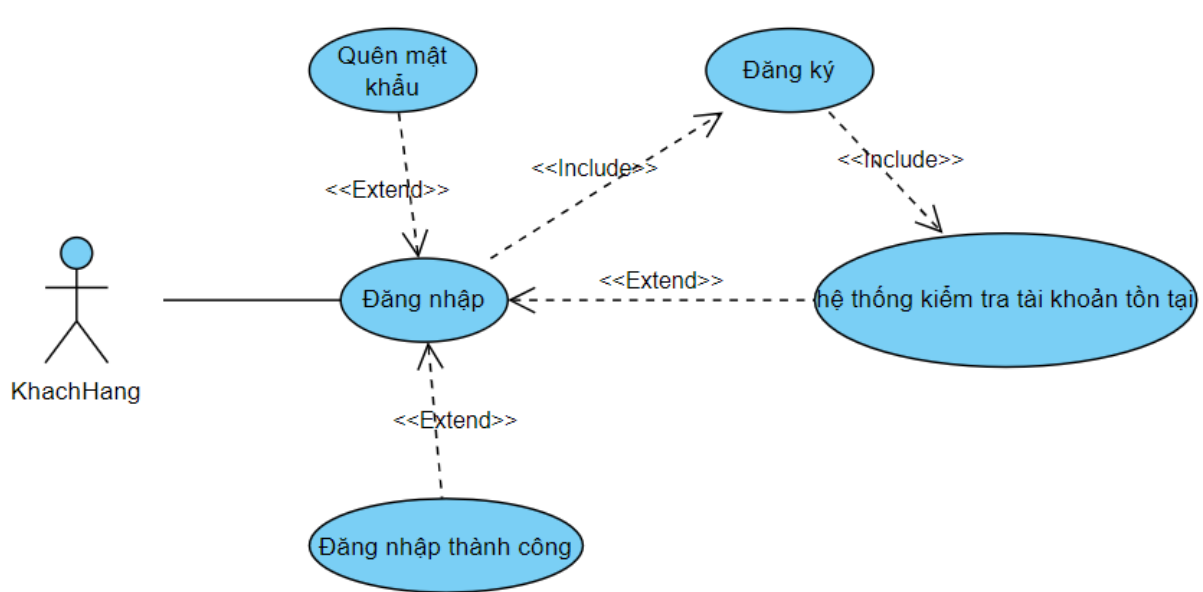 Quên mật
khẩu
Đăng ký
<<Include>>
<<Include>>
<<Extend>>
<<Extend>>
Đăng nhập
hệ thống kiểm tra tài khoản tồn tại
KhachHang
<<Extend>>
Đăng nhập thành công